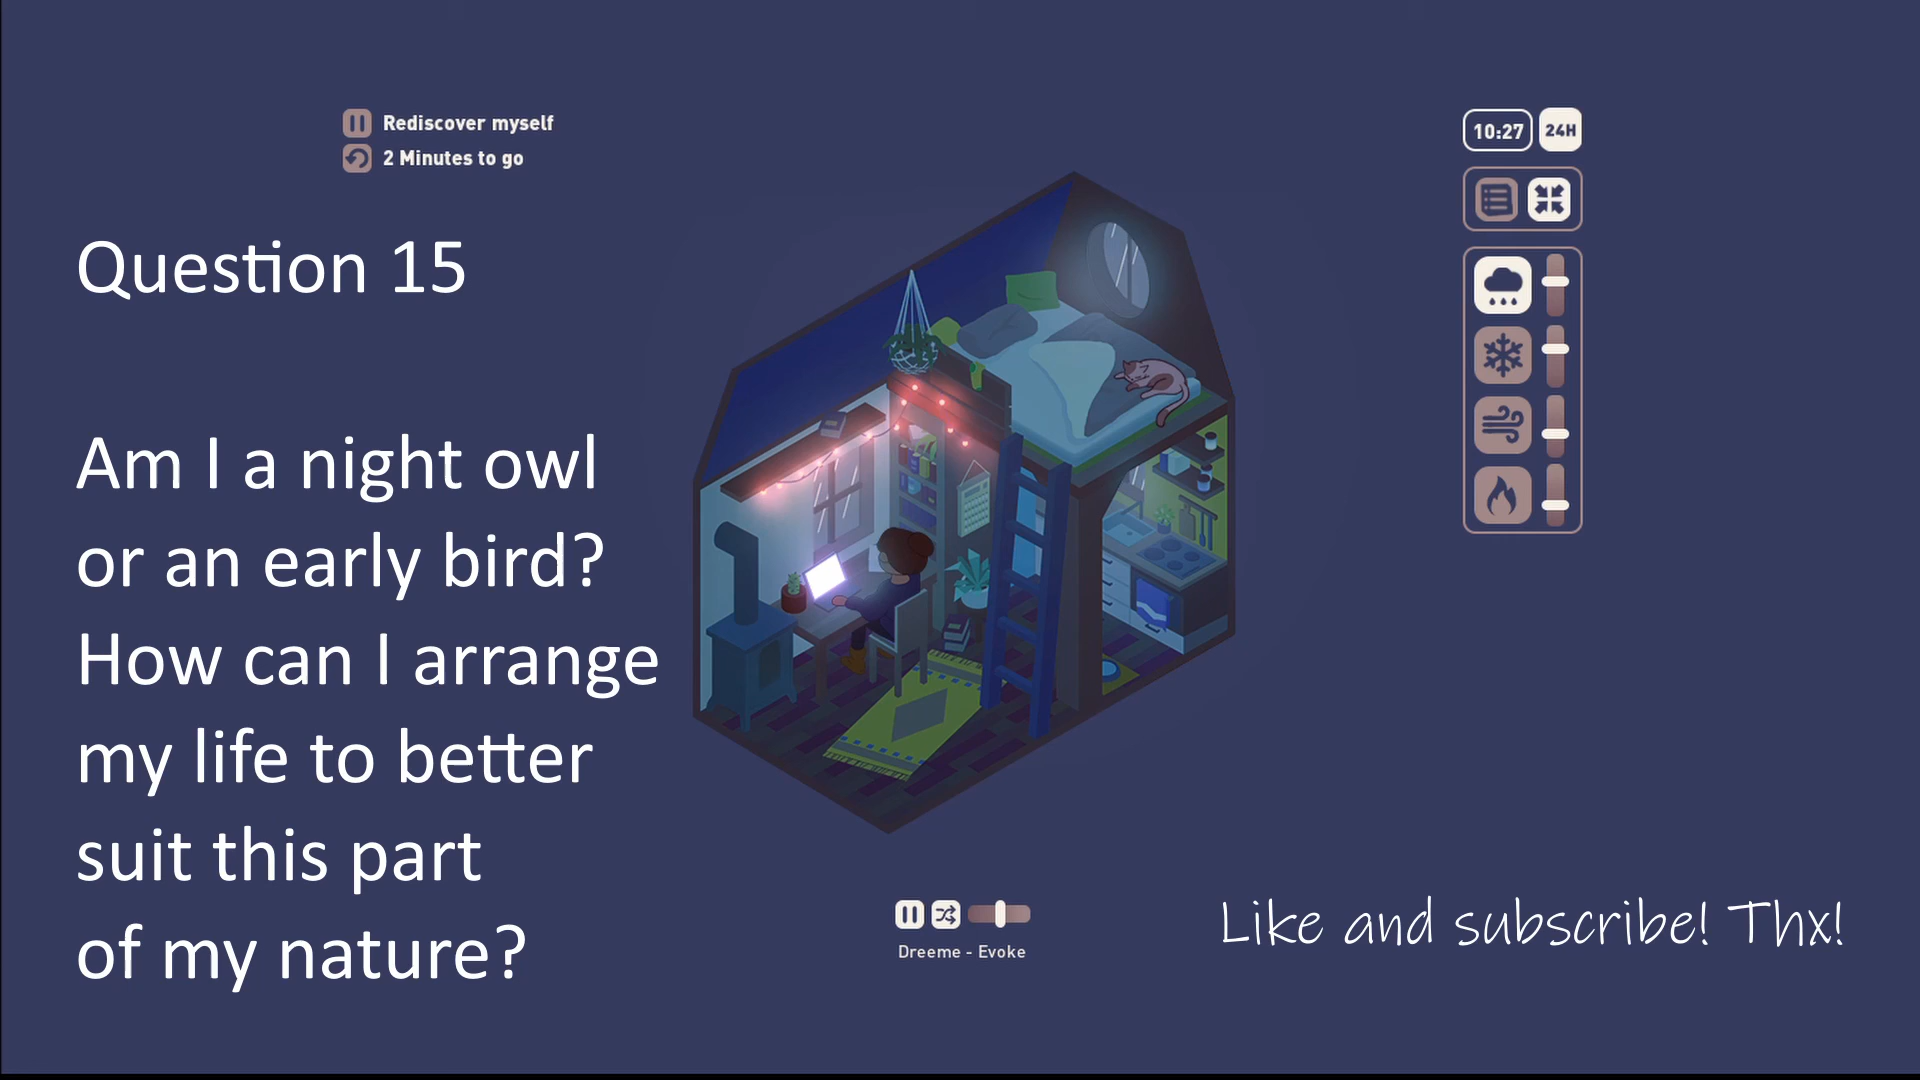 Rediscover myself
2 Minutes to go
10:27
24H
Question 15
Am I a night owl
or an early bird?
How can I arrange
my life to better
suit this part
of my nature?
Dreeme - Evoke
Like and subscribe! Thx!